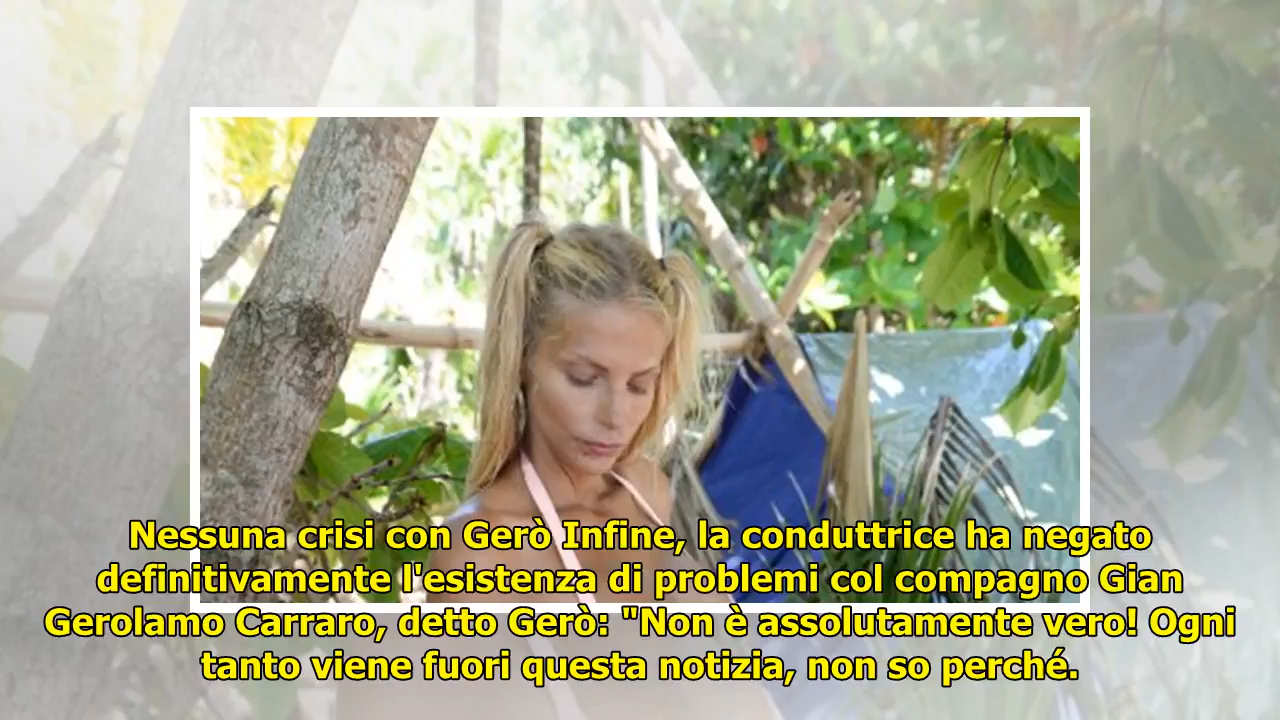 Nessuna crisi con Gerò Infine, la conduttrice ha negato
definitivamente l'esistenza di problemi col compagno Gian
Gerolamo Carraro, detto Gerò: "Non è assolutamente vero! Ogni
tanto viene fuori questa notizia, non so perché.